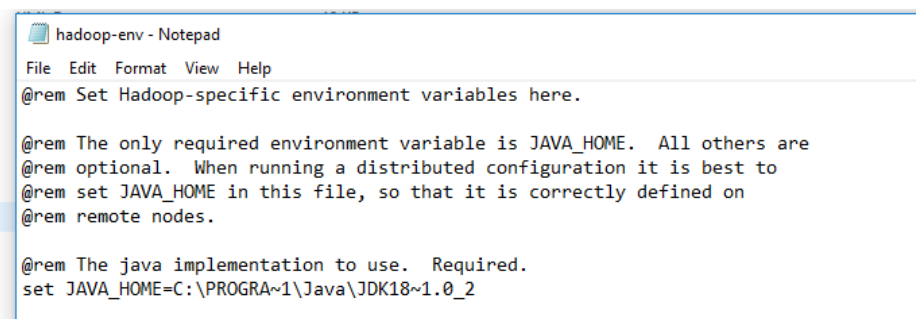 hadoop-env - Notepad
File Edit Format View Help
@rem Set Hadoop-specific environment variables here.
@rem The only required environment variable is JAVA_HOME.  All others are
@rem optional.  When running a distributed configuration it is best to
@rem set JAVA_HOME in this file, so that it is correctly defined on
@rem remote nodes.
@rem The java implementation to use.  Required.
set JAVA_HOME=C:\PROGRA~1\Java\JDK18~1.0_2